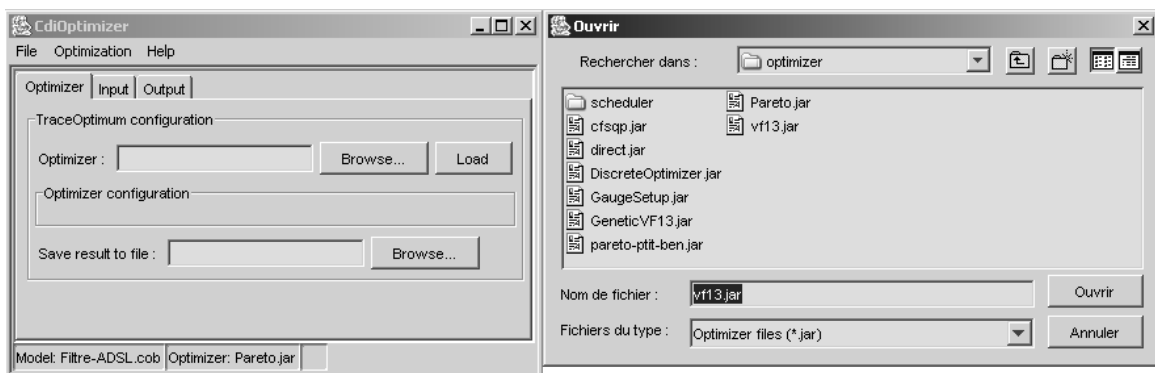 CdiOptimizer
File Optimization Help
Optimizer Input Output
TraceOptimum configuration
Optimizer : Browse... Load
Optimizer configuration
Save result to file : Browse...
Model: Filtre-ADSL.cob Optimizer: Pareto.jar
Ouvrir
Rechercher dans : optimizer
scheduler Pareto.jar
cfsqp.jar vf13.jar
direct.jar
DiscreteOptimizer.jar
GaugeSetup.jar
GeneticVF13.jar
pareto-ptit-ben.jar
Nom de fichier : vf13.jar Ouvrir
Fichiers du type : Optimizer files (*.jar) Annuler